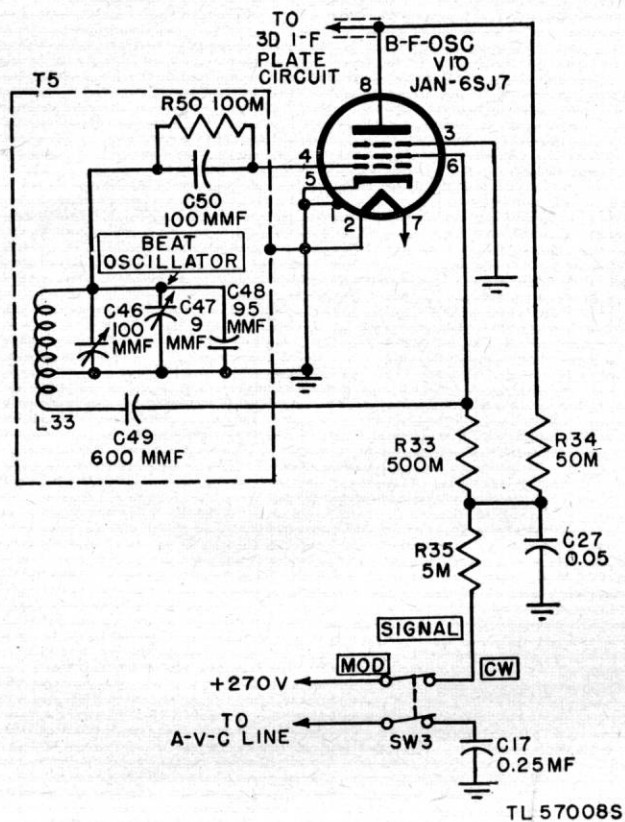 TO
3D I-F
PLATE
CIRCUIT
B-F-OSC
V10
JAN-6SJ7
T5
R50 100M
8
3
6
4
5
2
7
C50
100 MMF
BEAT
OSCILLATOR
C46
100
MMF
C47
9
MMF
C48
95
MMF
L33
C49
600 MMF
R33
500M
R34
50M
R35
5M
C27
0.05
SIGNAL
MOD
CW
+270V
TO
A-V-C LINE
SW3
C17
0.25MF
TL 57008S